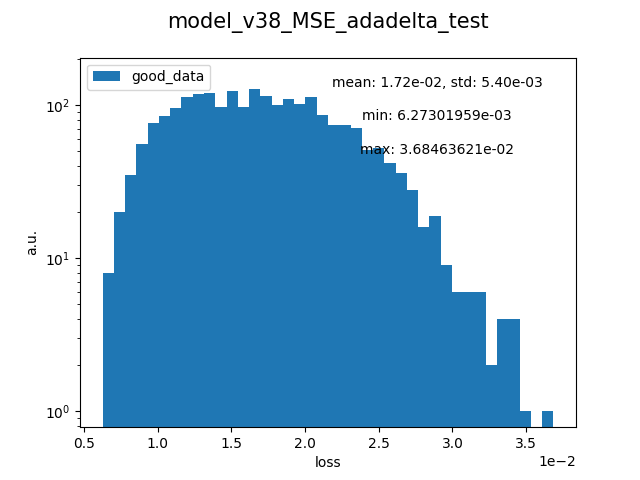 model_v38_MSE_adadelta_test
good_data
mean: 1.72e-02, std: 5.40e-03
min: 6.27301959e-03
max: 3.68463621e-02
a.u.
10²
10¹
10⁰
0.5 1.0 1.5 2.0 2.5 3.0 3.5
loss
1e−2